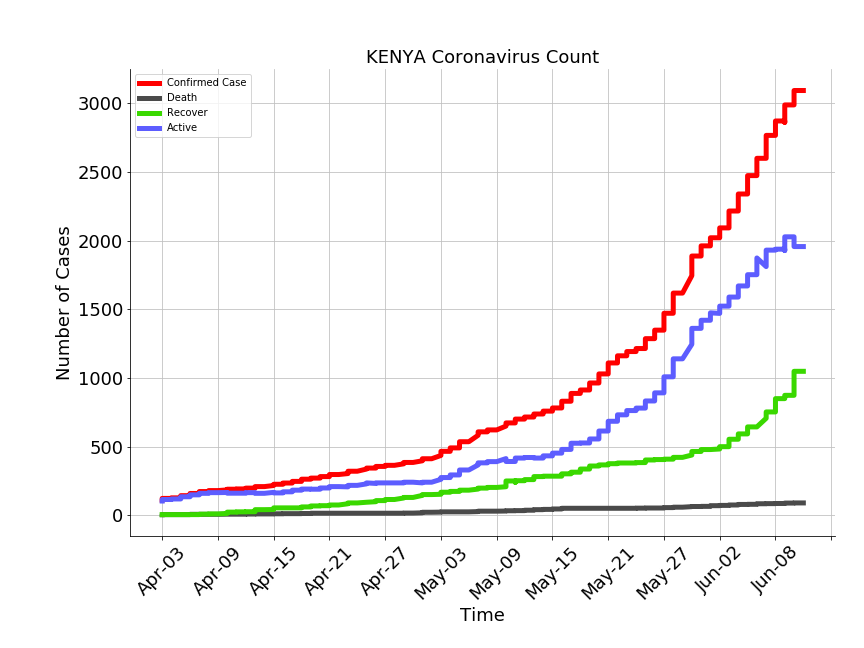 KENYA Coronavirus Count
Confirmed Case
Death
Recover
Active
3000
2500
2000
1500
1000
500
0
Number of Cases
Apr-03
Apr-09
Apr-15
Apr-21
Apr-27
May-03
May-09
May-15
May-21
May-27
Jun-02
Jun-08
Time